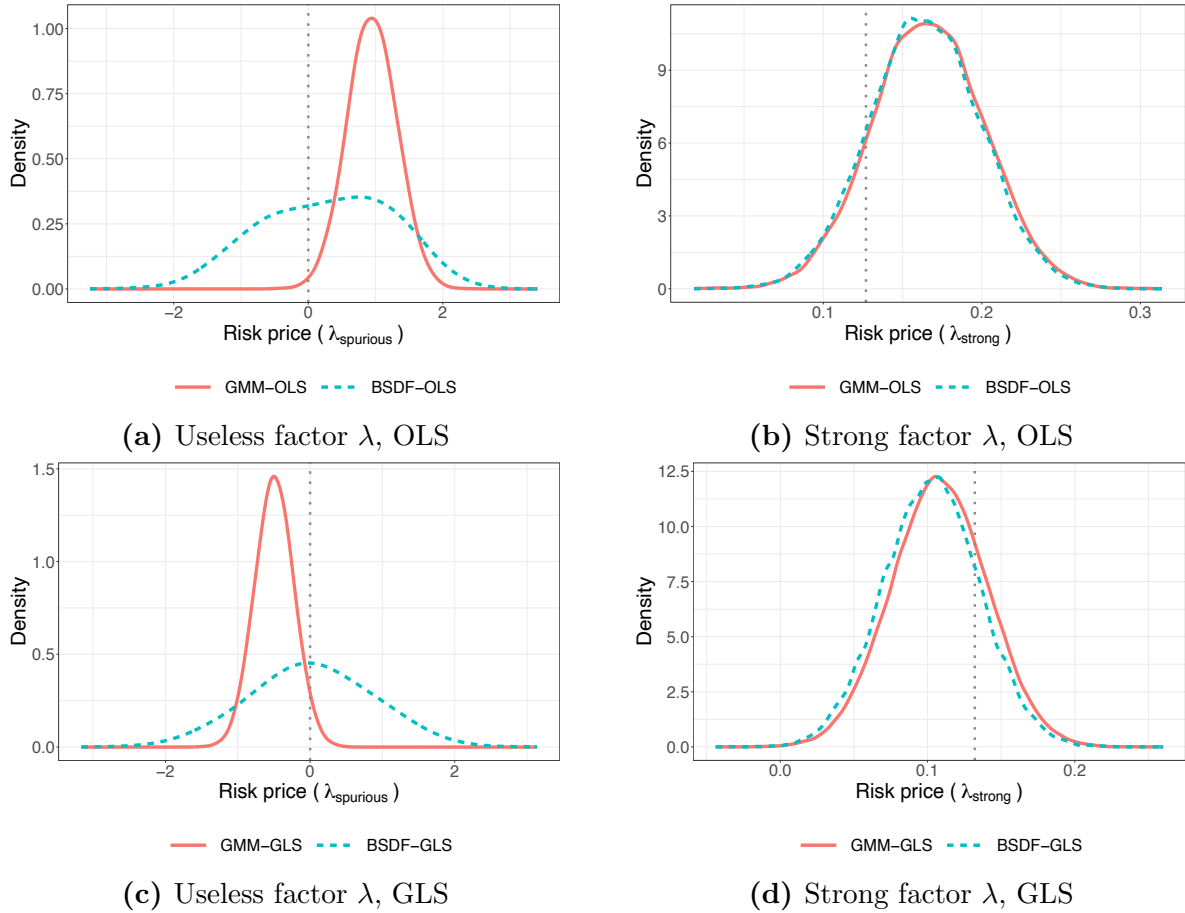 1.00
0.75
0.50
0.25
0.00
Density
−2 0 2
Risk price ( λspurious )
GMM−OLS BSDF−OLS
(a) Useless factor λ, OLS
9
6
3
0
Density
0.1 0.2 0.3
Risk price ( λstrong )
GMM−OLS BSDF−OLS
(b) Strong factor λ, OLS
1.5
1.0
0.5
0.0
Density
−2 0 2
Risk price ( λspurious )
GMM−GLS BSDF−GLS
(c) Useless factor λ, GLS
12.5
10.0
7.5
5.0
2.5
0.0
Density
0.0 0.1 0.2
Risk price ( λstrong )
GMM−GLS BSDF−GLS
(d) Strong factor λ, GLS